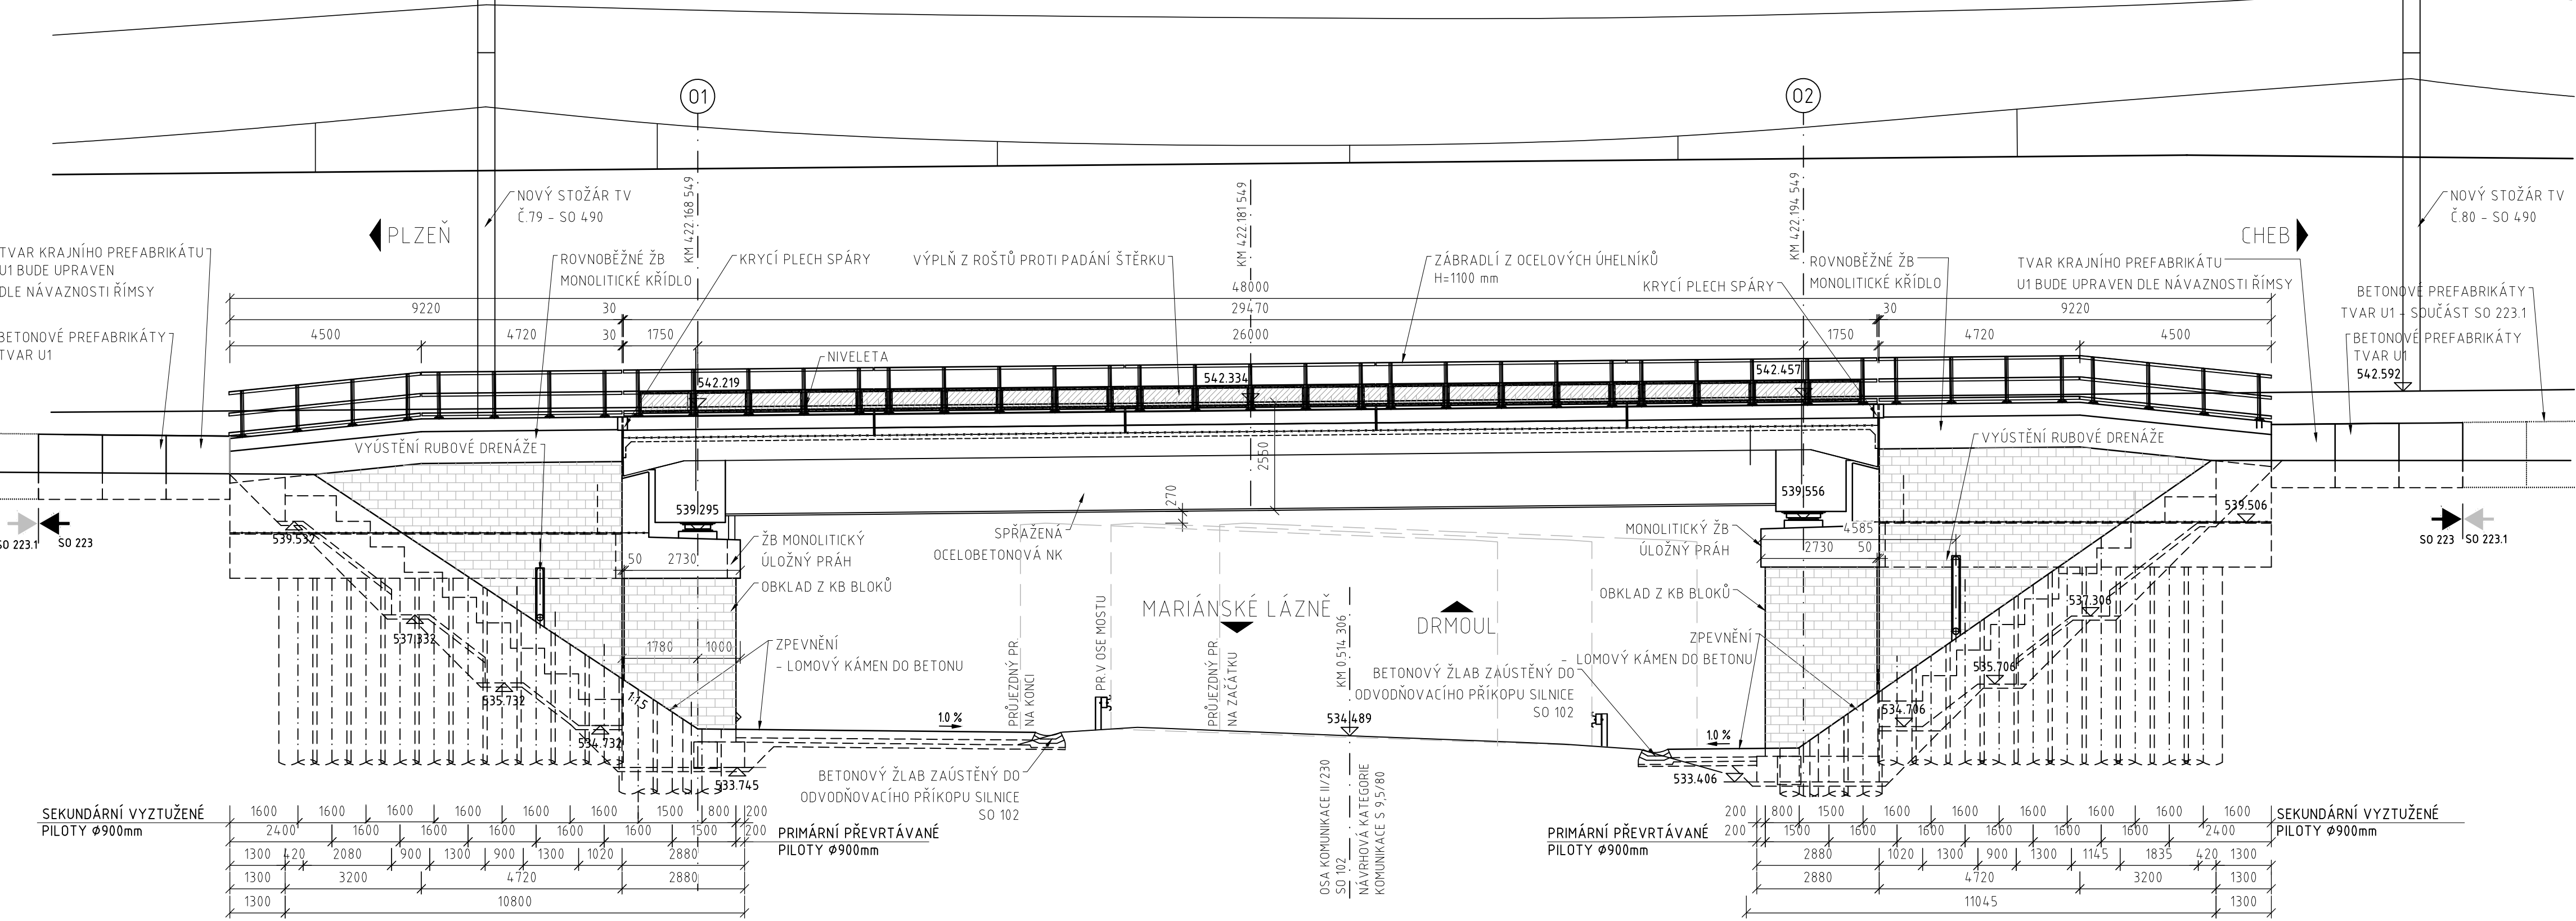 O1
O2
KM 422.168 549
KM 422.181 549
KM 422.194 549
NOVÝ STOŽÁR TV
Č.79 - SO 490
NOVÝ STOŽÁR TV
Č.80 - SO 490
PLZEŇ
CHEB
TVAR KRAJNÍHO PREFABRIKÁTU
U1 BUDE UPRAVEN
DLE NÁVAZNOSTI ŘÍMSY
ROVNOBĚŽNÉ ŽB
MONOLITICKÉ KŘÍDLO
KRYCÍ PLECH SPÁRY
VÝPLŇ Z ROŠTŮ PROTI PADÁNÍ ŠTĚRKU
ZÁBRADLÍ Z OCELOVÝCH ÚHELNÍKŮ
H=1100 mm
KRYCÍ PLECH SPÁRY
ROVNOBĚŽNÉ ŽB
MONOLITICKÉ KŘÍDLO
TVAR KRAJNÍHO PREFABRIKÁTU
U1 BUDE UPRAVEN DLE NÁVAZNOSTI ŘÍMSY
BETONOVÉ PREFABRIKÁTY
TVAR U1 - SOUČÁST SO 223.1
BETONOVÉ PREFABRIKÁTY
TVAR U1
BETONOVÉ PREFABRIKÁTY
TVAR U1
48000
9220 30 29470 30 9220
4500 4720 30 1750 26000 1750 4720 4500
NIVELETA
542.219
542.334
542.457
542.592
VYÚSTĚNÍ RUBOVÉ DRENÁŽE
VYÚSTĚNÍ RUBOVÉ DRENÁŽE
2550
270
539.295
539.556
539.532
539.506
SO 223.1
SO 223
SO 223
SO 223.1
SPŘAŽENÁ
OCELOBETONOVÁ NK
ŽB MONOLITICKÝ
ÚLOŽNÝ PRÁH
MONOLITICKÝ ŽB
ÚLOŽNÝ PRÁH
4585
50 2730
2730 50
OBKLAD Z KB BLOKŮ
OBKLAD Z KB BLOKŮ
MARIÁNSKÉ LÁZNĚ
DRMOUL
537.332
537.306
1780 1000
ZPEVNĚNÍ
- LOMOVÝ KÁMEN DO BETONU
ZPEVNĚNÍ
- LOMOVÝ KÁMEN DO BETONU
PRŮJEZDNÝ PR.
NA KONCI
PR.V OSE MOSTU
PRŮJEZDNÝ PR.
NA ZAČÁTKU
KM 0.514 306
BETONOVÝ ŽLAB ZAÚSTĚNÝ DO
ODVODŇOVACÍHO PŘÍKOPU SILNICE
SO 102
535.732
535.706
1:1.5
534.732
534.706
1.0 %
534.489
1.0 %
533.745
533.406
BETONOVÝ ŽLAB ZAÚSTĚNÝ DO
ODVODŇOVACÍHO PŘÍKOPU SILNICE
SO 102
OSA KOMUNIKACE II/230
SO 102
NÁVRHOVÁ KATEGORIE
KOMUNIKACE S 9,5/80
SEKUNDÁRNÍ VYZTUŽENÉ
PILOTY Ø900mm
1600 1600 1600 1600 1600 1600 1500 800 200
2400 1600 1600 1600 1600 1600 1500 200
PRIMÁRNÍ PŘEVRTÁVANÉ
PILOTY Ø900mm
1300 420 2080 900 1300 900 1300 1020 2880
1300 3200 4720 2880
1300 10800
PRIMÁRNÍ PŘEVRTÁVANÉ
PILOTY Ø900mm
200 800 1500 1600 1600 1600 1600 1600 1600
200 1500 1600 1600 1600 1600 1600 2400
SEKUNDÁRNÍ VYZTUŽENÉ
PILOTY Ø900mm
2880 1020 1300 900 1300 1145 1835 420 1300
2880 4720 3200 1300
11045 1300